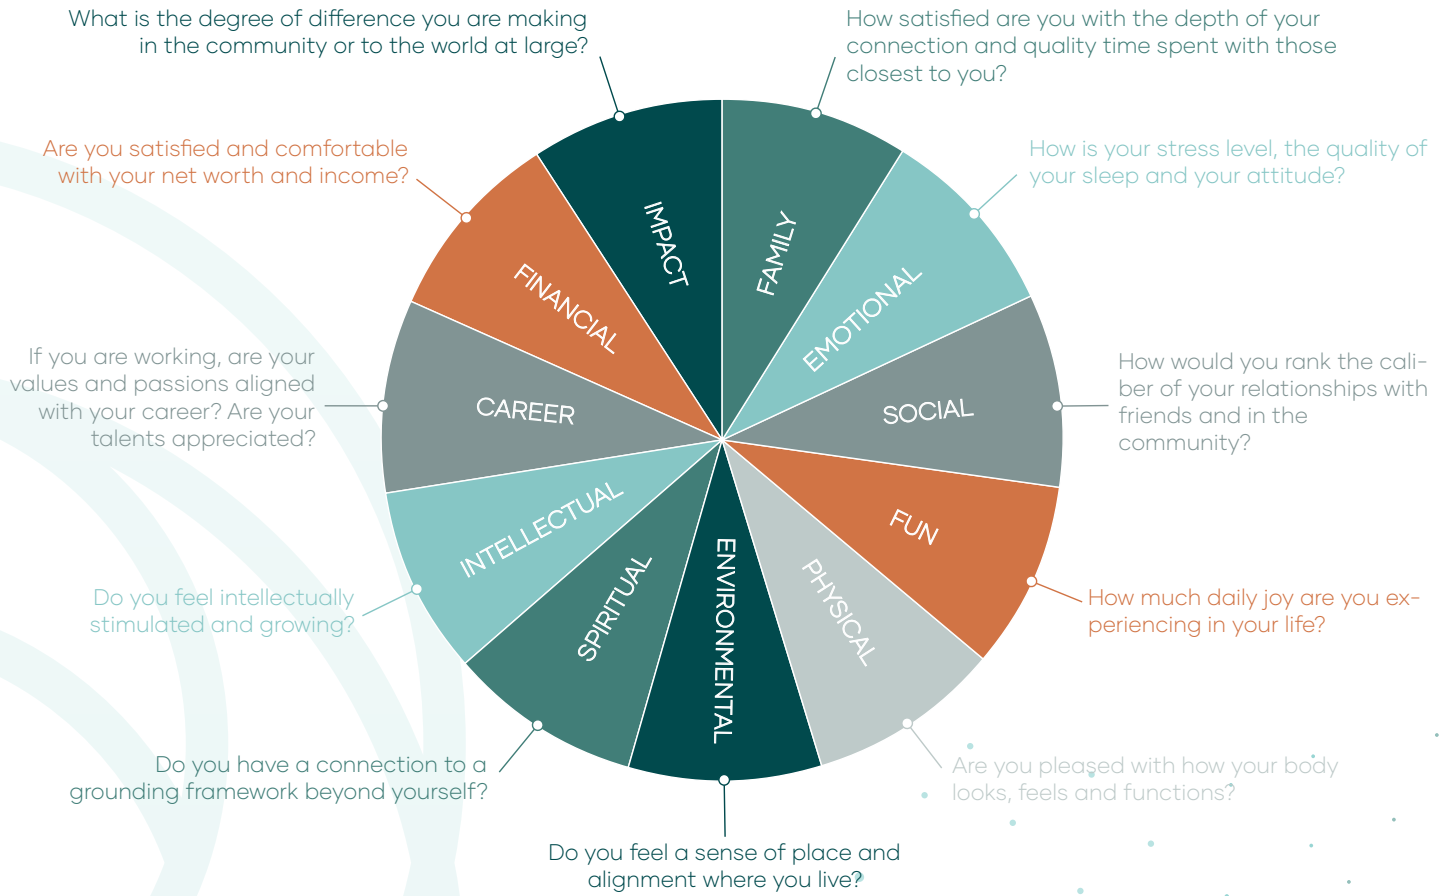 What is the degree of difference you are making
in the community or to the world at large?
How satisfied are you with the depth of your
connection and quality time spent with those
closest to you?
Are you satisfied and comfortable
with your net worth and income?
How is your stress level, the quality of
your sleep and your attitude?
IMPACT
FAMILY
FINANCIAL
EMOTIONAL
If you are working, are your
values and passions aligned
with your career? Are your
talents appreciated?
CAREER
SOCIAL
How would you rank the cali-
ber of your relationships with
friends and in the
community?
INTELLECTUAL
FUN
SPIRITUAL
ENVIRONMENTAL
PHYSICAL
Do you feel intellectually
stimulated and growing?
How much daily joy are you ex-
periencing in your life?
Do you have a connection to a
grounding framework beyond yourself?
Are you pleased with how your body
looks, feels and functions?
Do you feel a sense of place and
alignment where you live?